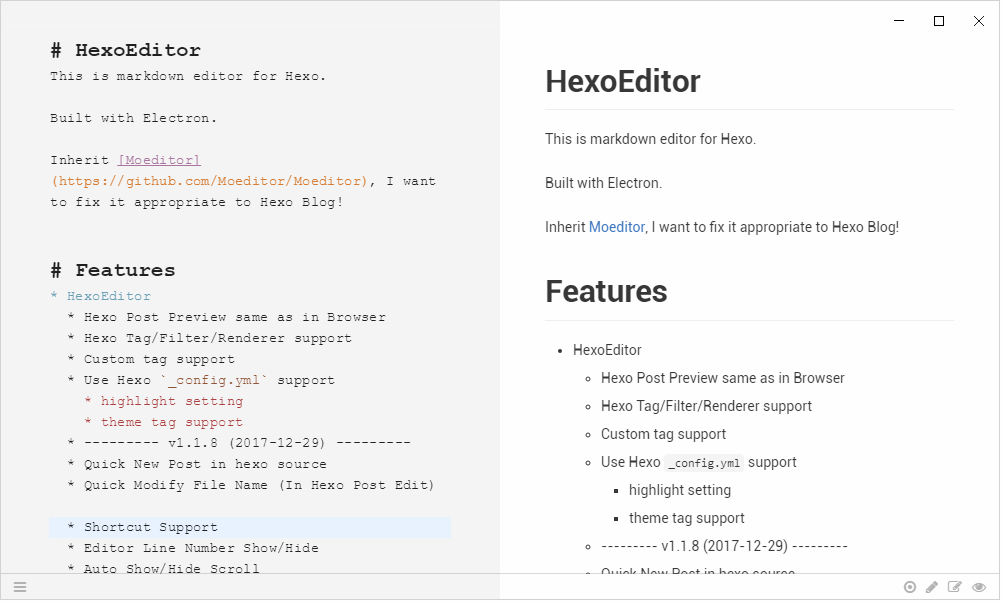 # HexoEditor
This is markdown editor for Hexo.
Built with Electron.
Inherit [Moeditor]
(https://github.com/Moeditor/Moeditor), I want
to fix it appropriate to Hexo Blog!
# Features
* HexoEditor
* Hexo Post Preview same as in Browser
* Hexo Tag/Filter/Renderer support
* Custom tag support
* Use Hexo `_config.yml` support
* highlight setting
* theme tag support
* --------- v1.1.8 (2017-12-29) ---------
* Quick New Post in hexo source
* Quick Modify File Name (In Hexo Post Edit)
* Shortcut Support
* Editor Line Number Show/Hide
* Auto Show/Hide Scroll
HexoEditor
This is markdown editor for Hexo.
Built with Electron.
Inherit Moeditor, I want to fix it appropriate to Hexo Blog!
Features
• HexoEditor
◦ Hexo Post Preview same as in Browser
◦ Hexo Tag/Filter/Renderer support
◦ Custom tag support
◦ Use Hexo _config.yml support
▪ highlight setting
▪ theme tag support
◦ --------- v1.1.8 (2017-12-29) ---------
◦ Quick New Post in hexo source